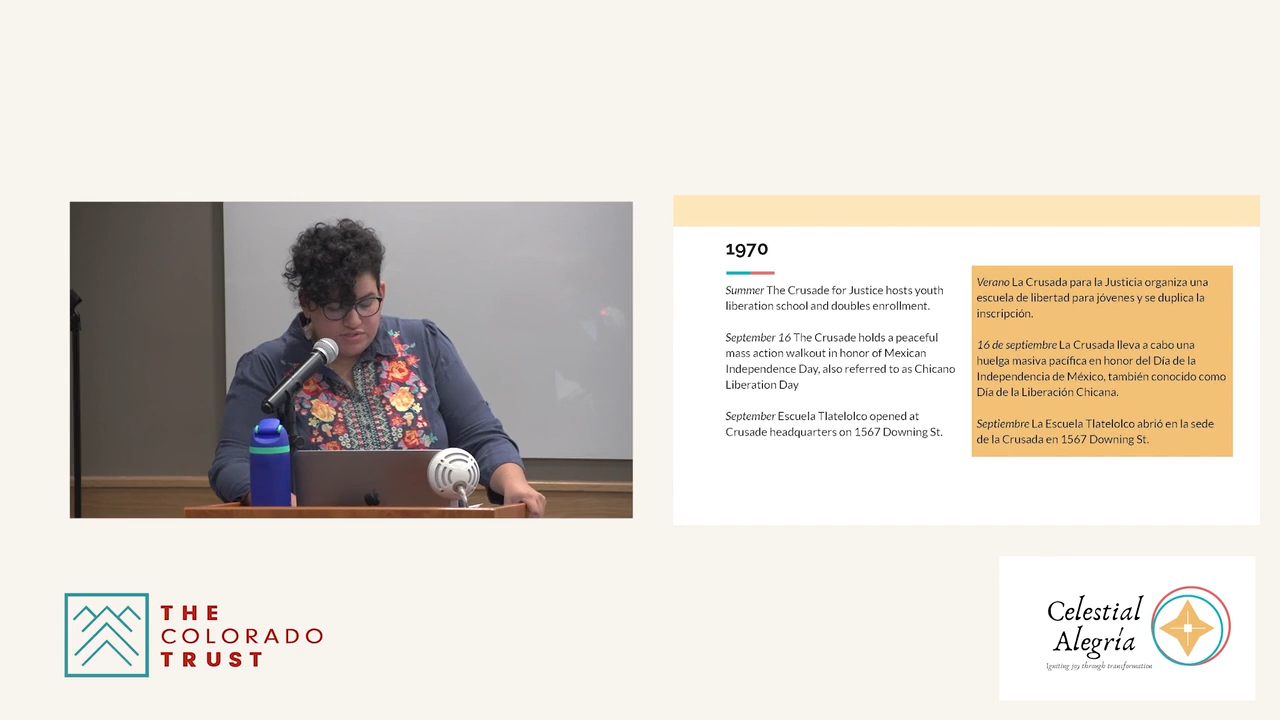 1970
Summer The Crusade for Justice hosts youth
liberation school and doubles enrollment.
September 16 The Crusade holds a peaceful
mass action walkout in honor of Mexican
Independence Day, also referred to as Chicano
Liberation Day
September Escuela Tlatelolco opened at
Crusade headquarters on 1567 Downing St.
Verano La Crusada para la Justicia organiza una
escuela de libertad para jóvenes y se duplica la
inscripción.
16 de septiembre La Crusada lleva a cabo una
huelga masiva pacífica en honor del Día de la
Independencia de México, también conocido como
Día de la Liberación Chicana.
Septiembre La Escuela Tlatelolco abrió en la sede
de la Crusada en 1567 Downing St.
THE
COLORADO
TRUST
Celestial
Alegría
Igniting joy through transformation